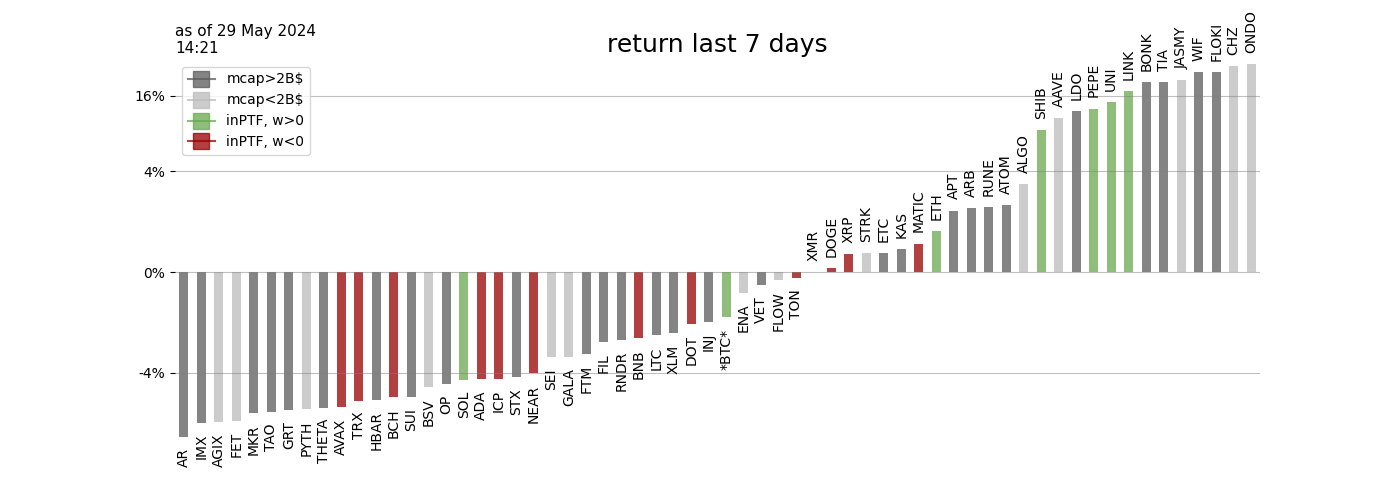 as of 29 May 2024
14:21
return last 7 days
mcap>2B$
mcap<2B$
inPTF, w>0
inPTF, w<0
16%
4%
0%
-4%
AR
IMX
AGIX
FET
MKR
TAO
GRT
PYTH
THETA
AVAX
TRX
HBAR
BCH
SUI
BSV
OP
SOL
ADA
ICP
STX
NEAR
SEI
GALA
FTM
FIL
RNDR
BNB
LTC
XLM
DOT
INJ
*BTC*
ENA
VET
FLOW
TON
XMR
DOGE
XRP
STRK
ETC
KAS
MATIC
ETH
APT
ARB
RUNE
ATOM
ALGO
SHIB
AAVE
LDO
PEPE
UNI
LINK
BONK
TIA
JASMY
WIF
FLOKI
CHZ
ONDO